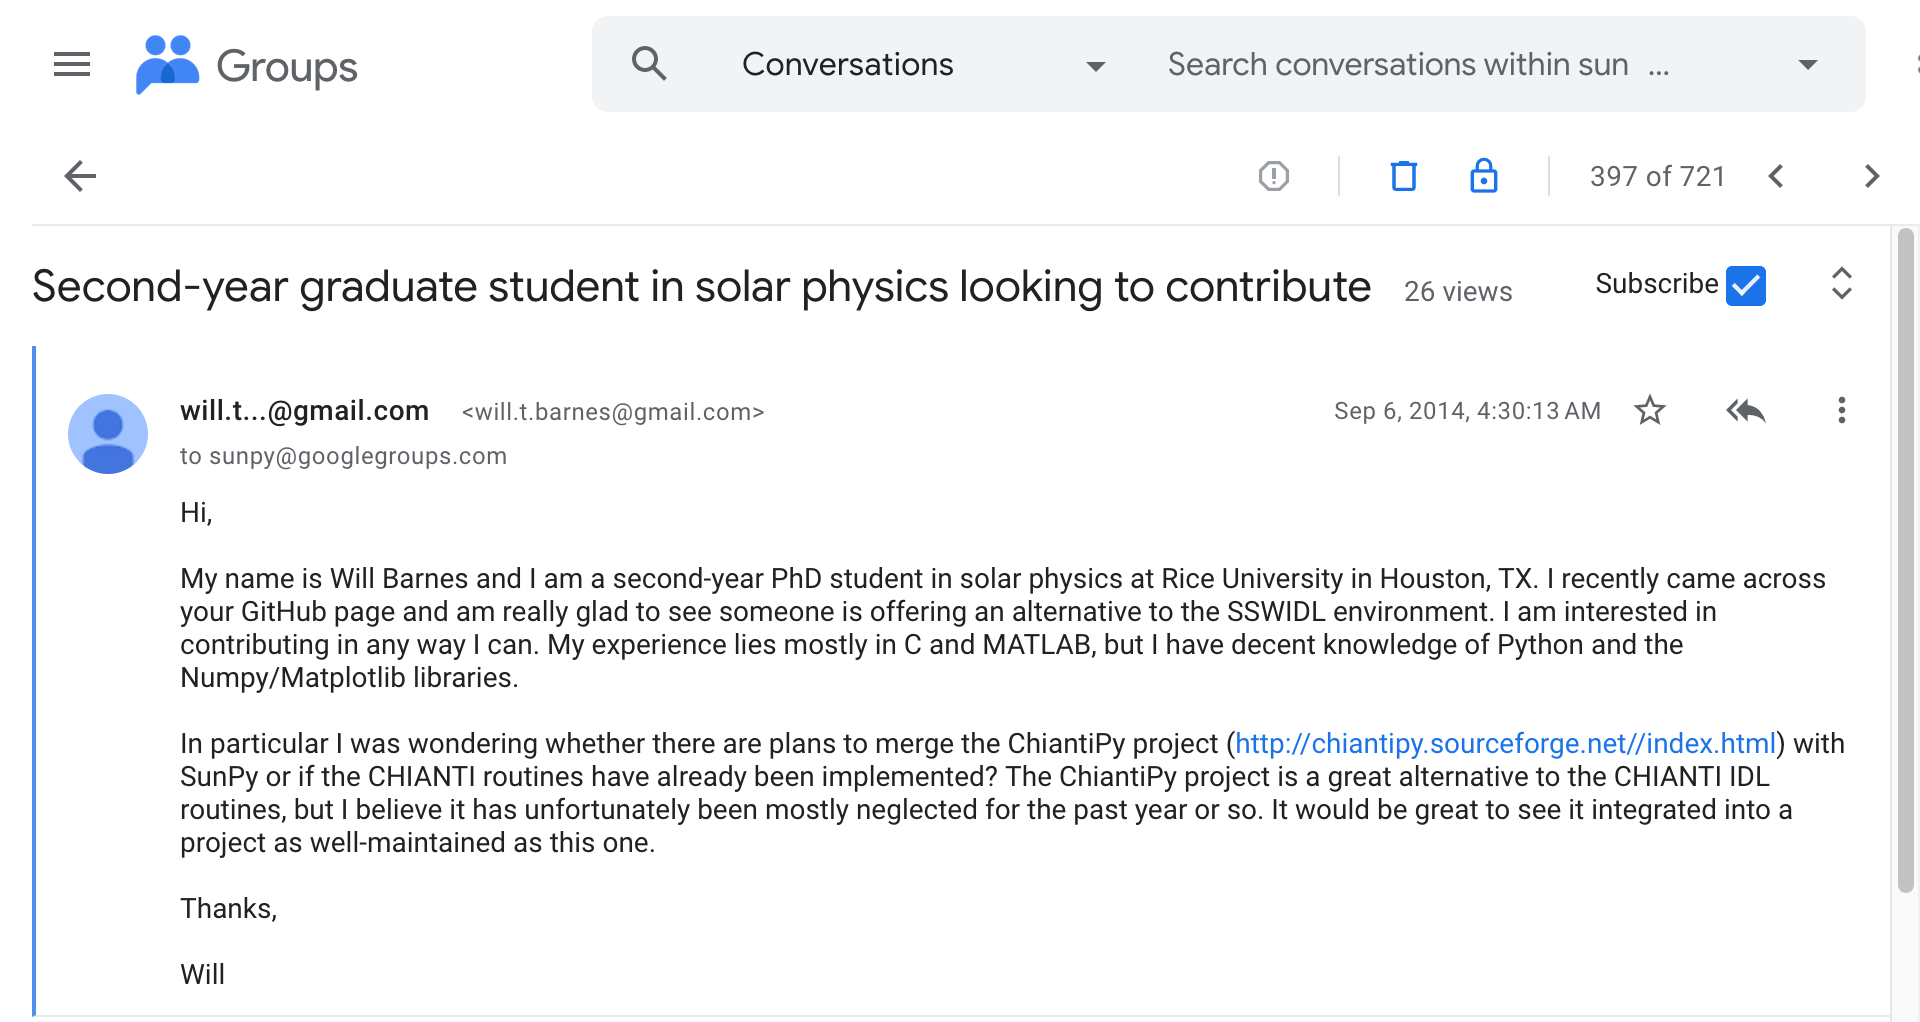 Groups
Conversations
Search conversations within sun ...
397 of 721
Second-year graduate student in solar physics looking to contribute
26 views
Subscribe
will.t...@gmail.com
<will.t.barnes@gmail.com>
Sep 6, 2014, 4:30:13 AM
to sunpy@googlegroups.com
Hi,
My name is Will Barnes and I am a second-year PhD student in solar physics at Rice University in Houston, TX. I recently came across
your GitHub page and am really glad to see someone is offering an alternative to the SSWIDL environment. I am interested in
contributing in any way I can. My experience lies mostly in C and MATLAB, but I have decent knowledge of Python and the
Numpy/Matplotlib libraries.
In particular I was wondering whether there are plans to merge the ChiantiPy project (http://chiantipy.sourceforge.net//index.html) with
SunPy or if the CHIANTI routines have already been implemented? The ChiantiPy project is a great alternative to the CHIANTI IDL
routines, but I believe it has unfortunately been mostly neglected for the past year or so. It would be great to see it integrated into a
project as well-maintained as this one.
Thanks,
Will